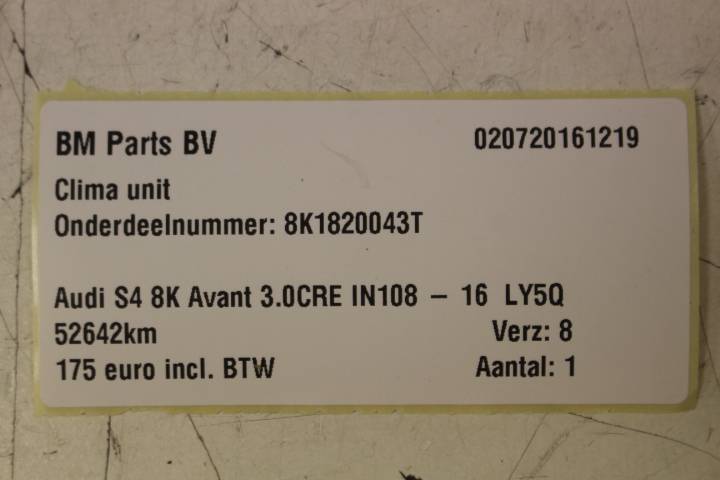 BM Parts BV 020720161219
Clima unit
Onderdeelnummer: 8K1820043T
Audi S4 8K Avant 3.0CRE IN108 – 16 LY5Q
52642km Verz: 8
175 euro incl. BTW Aantal: 1